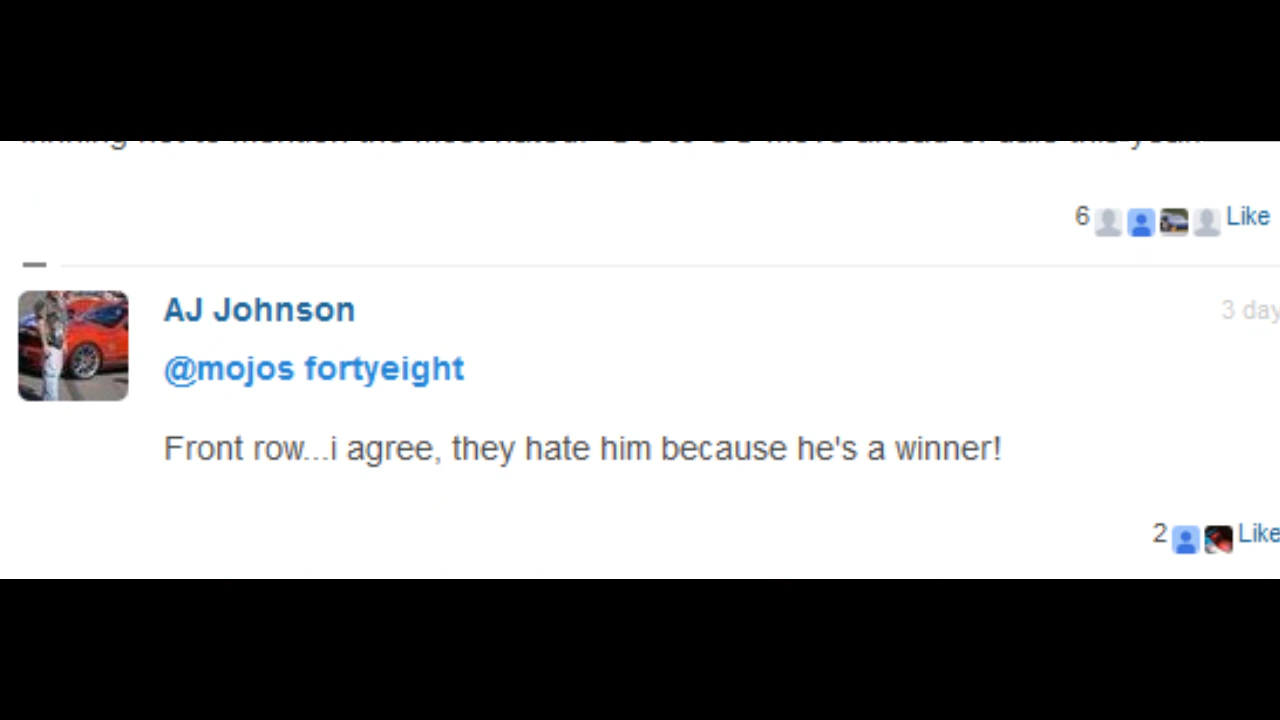 6 Like
AJ Johnson
3 day
@mojos fortyeight
Front row...i agree, they hate him because he's a winner!
2 Like